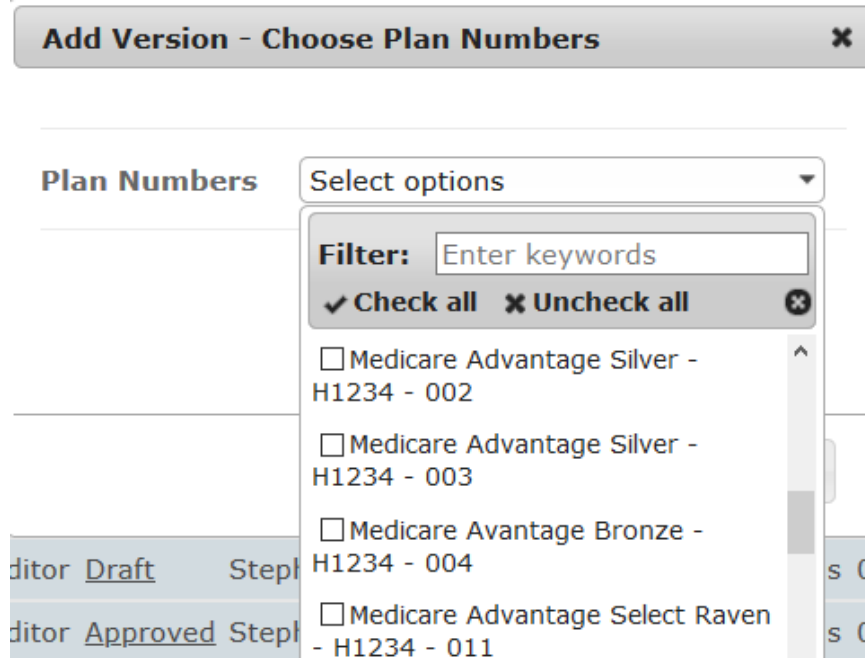 Add Version - Choose Plan Numbers
Plan Numbers
Select options
Filter: Enter keywords
Check all Uncheck all
Medicare Advantage Silver -
H1234 - 002
Medicare Advantage Silver -
H1234 - 003
Medicare Avantage Bronze -
H1234 - 004
Medicare Advantage Select Raven
- H1234 - 011
ditor Draft Steph s 0
ditor Approved Steph s 0